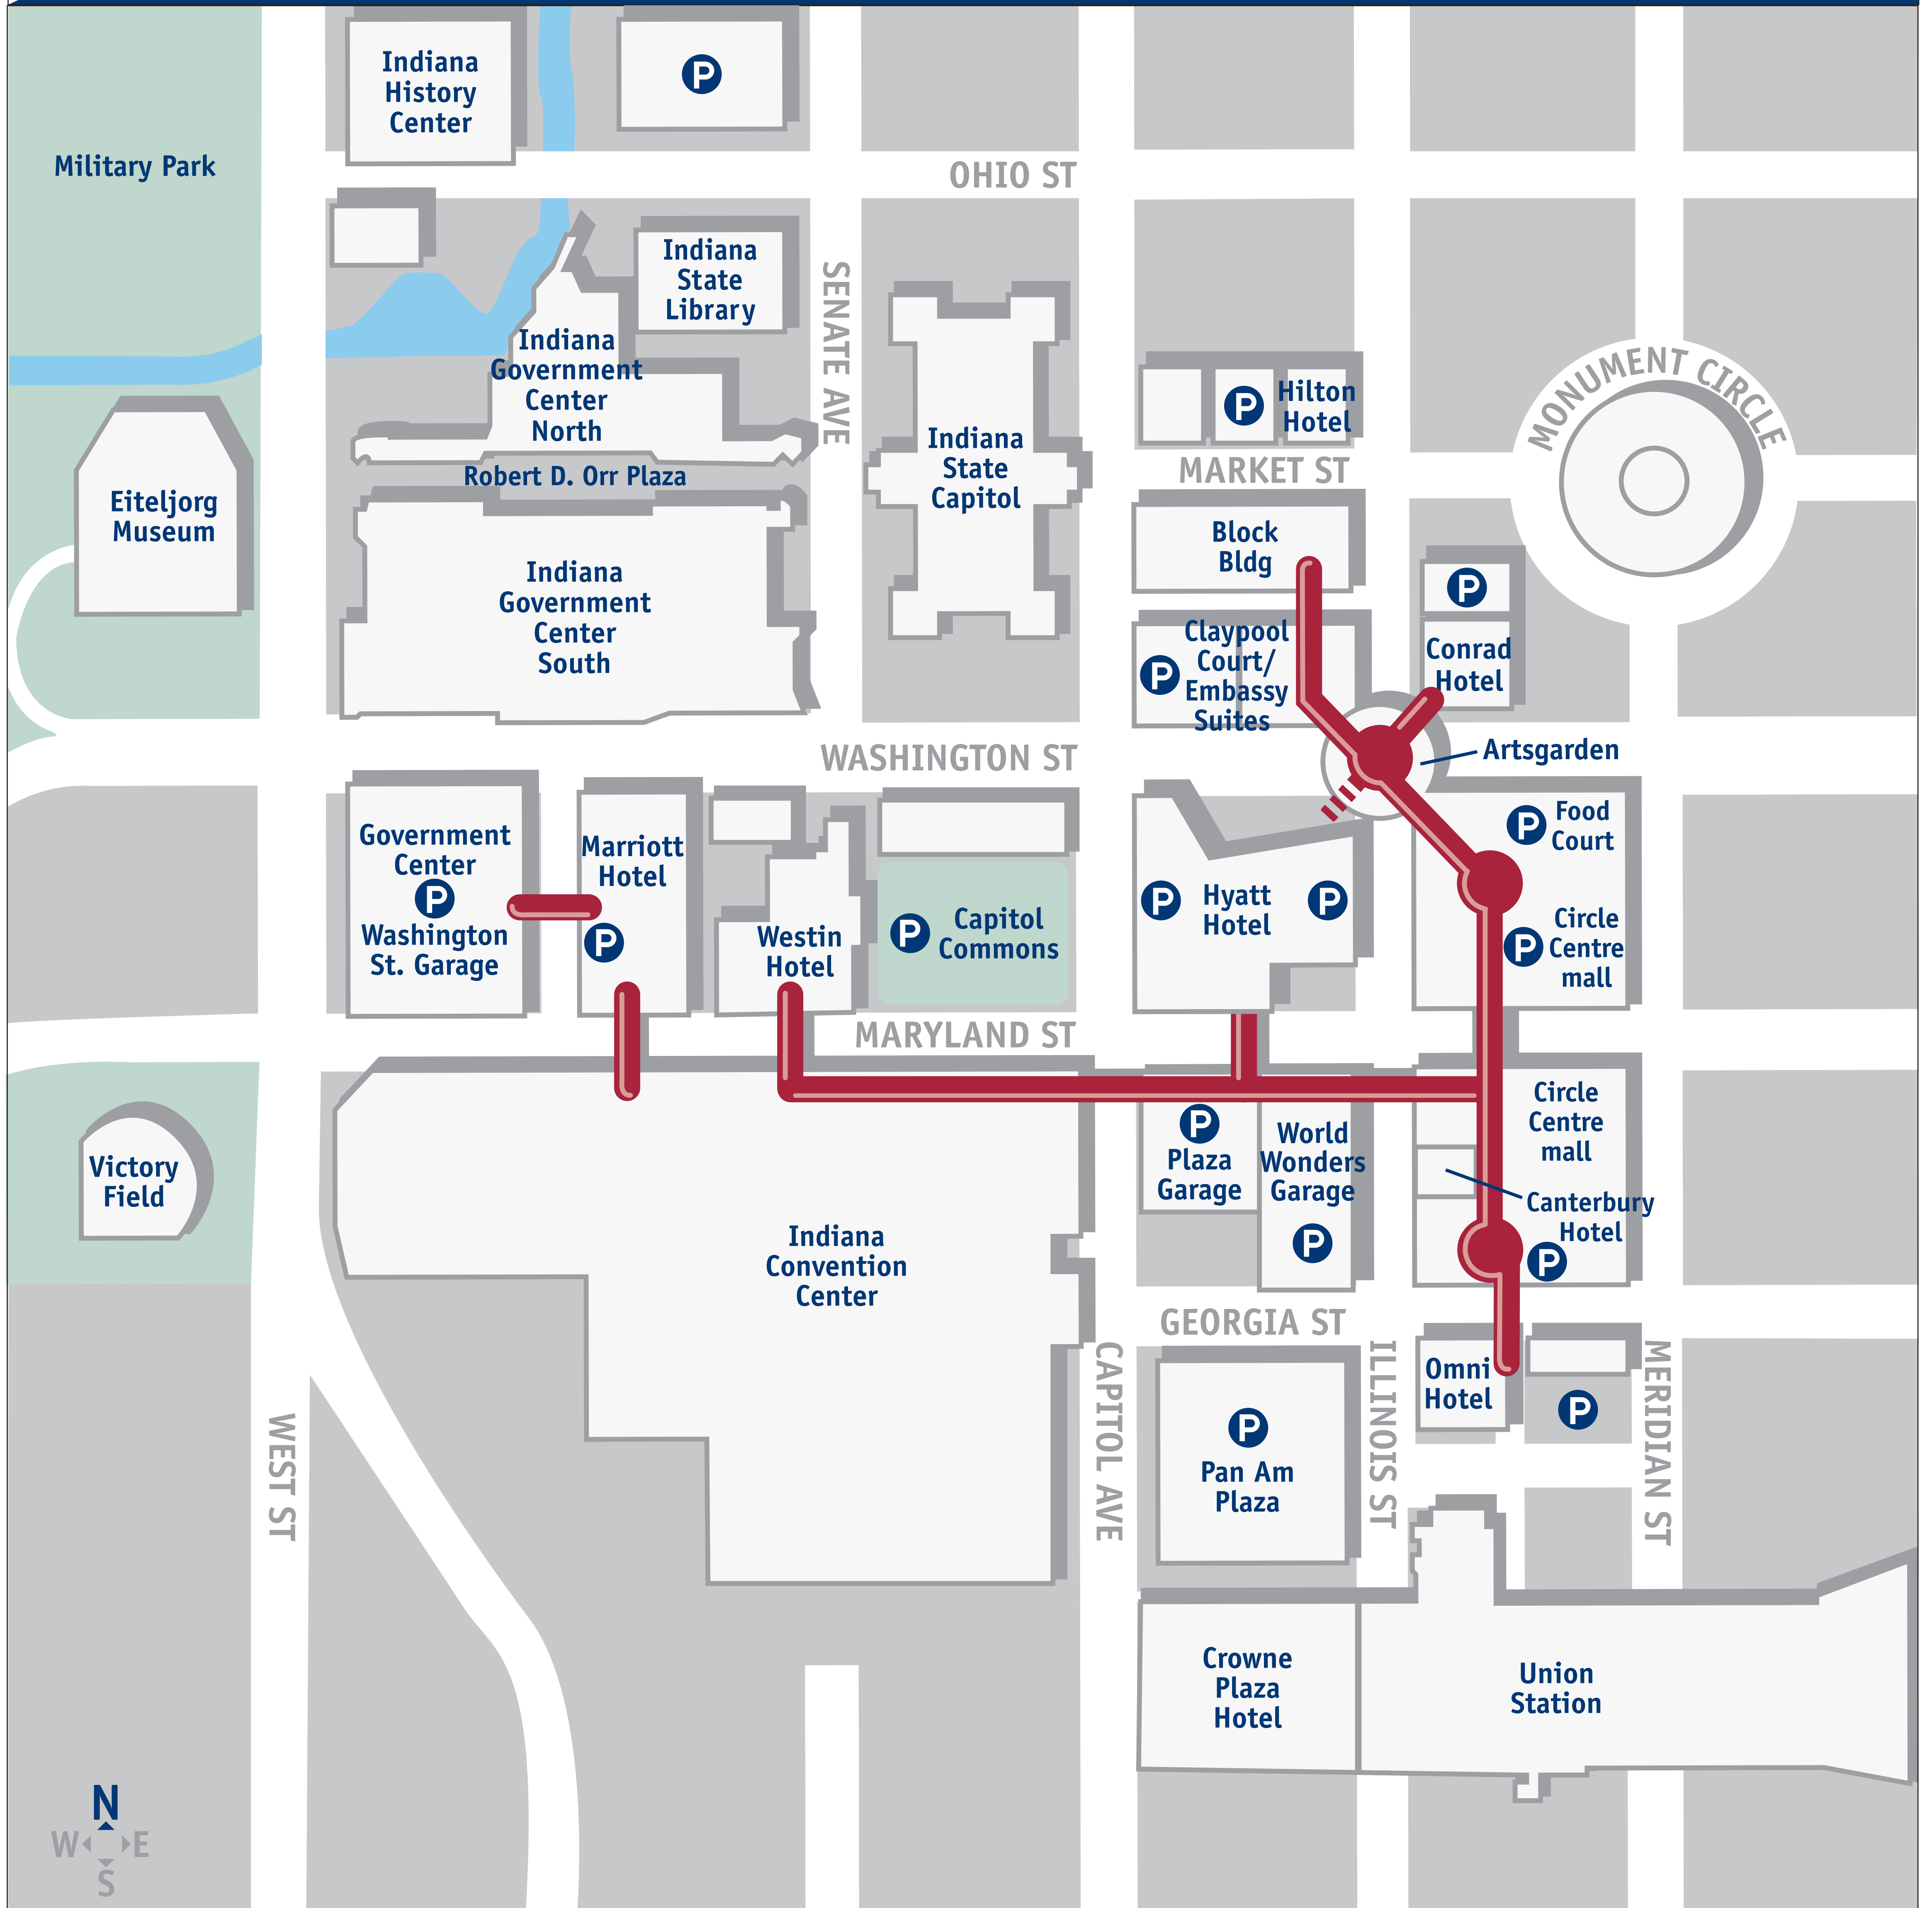 Indiana
History
Center
P
Military Park
OHIO ST
Indiana
State
Library
SENATE AVE
Indiana
Government
Center
North
Robert D. Orr Plaza
Indiana
State
Capitol
P
Hilton
Hotel
MONUMENT CIRCLE
MARKET ST
Eiteljorg
Museum
Block
Bldg
Indiana
Government
Center
South
P
Conrad
Hotel
P
Claypool
Court/
Embassy
Suites
WASHINGTON ST
Artsgarden
Government
Center
P
Washington
St. Garage
Marriott
Hotel
P
Westin
Hotel
P
Capitol
Commons
P
Hyatt
Hotel
P
P
Food
Court
P
Circle
Centre
mall
MARYLAND ST
Victory
Field
P
Plaza
Garage
World
Wonders
Garage
P
Circle
Centre
mall
Canterbury
Hotel
P
Indiana
Convention
Center
GEORGIA ST
WEST ST
CAPITOL AVE
ILLINOIS ST
MERIDIAN ST
Omni
Hotel
P
P
Pan Am
Plaza
Crowne
Plaza
Hotel
Union
Station
N
W E
S